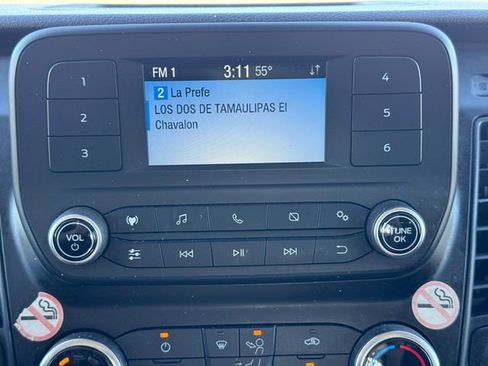 FM 1 3:11 55°
2 La Prefe
LOS DOS DE TAMAULIPAS El
Chavalon
1
2
3
4
5
6
VOL
TUNE
OK